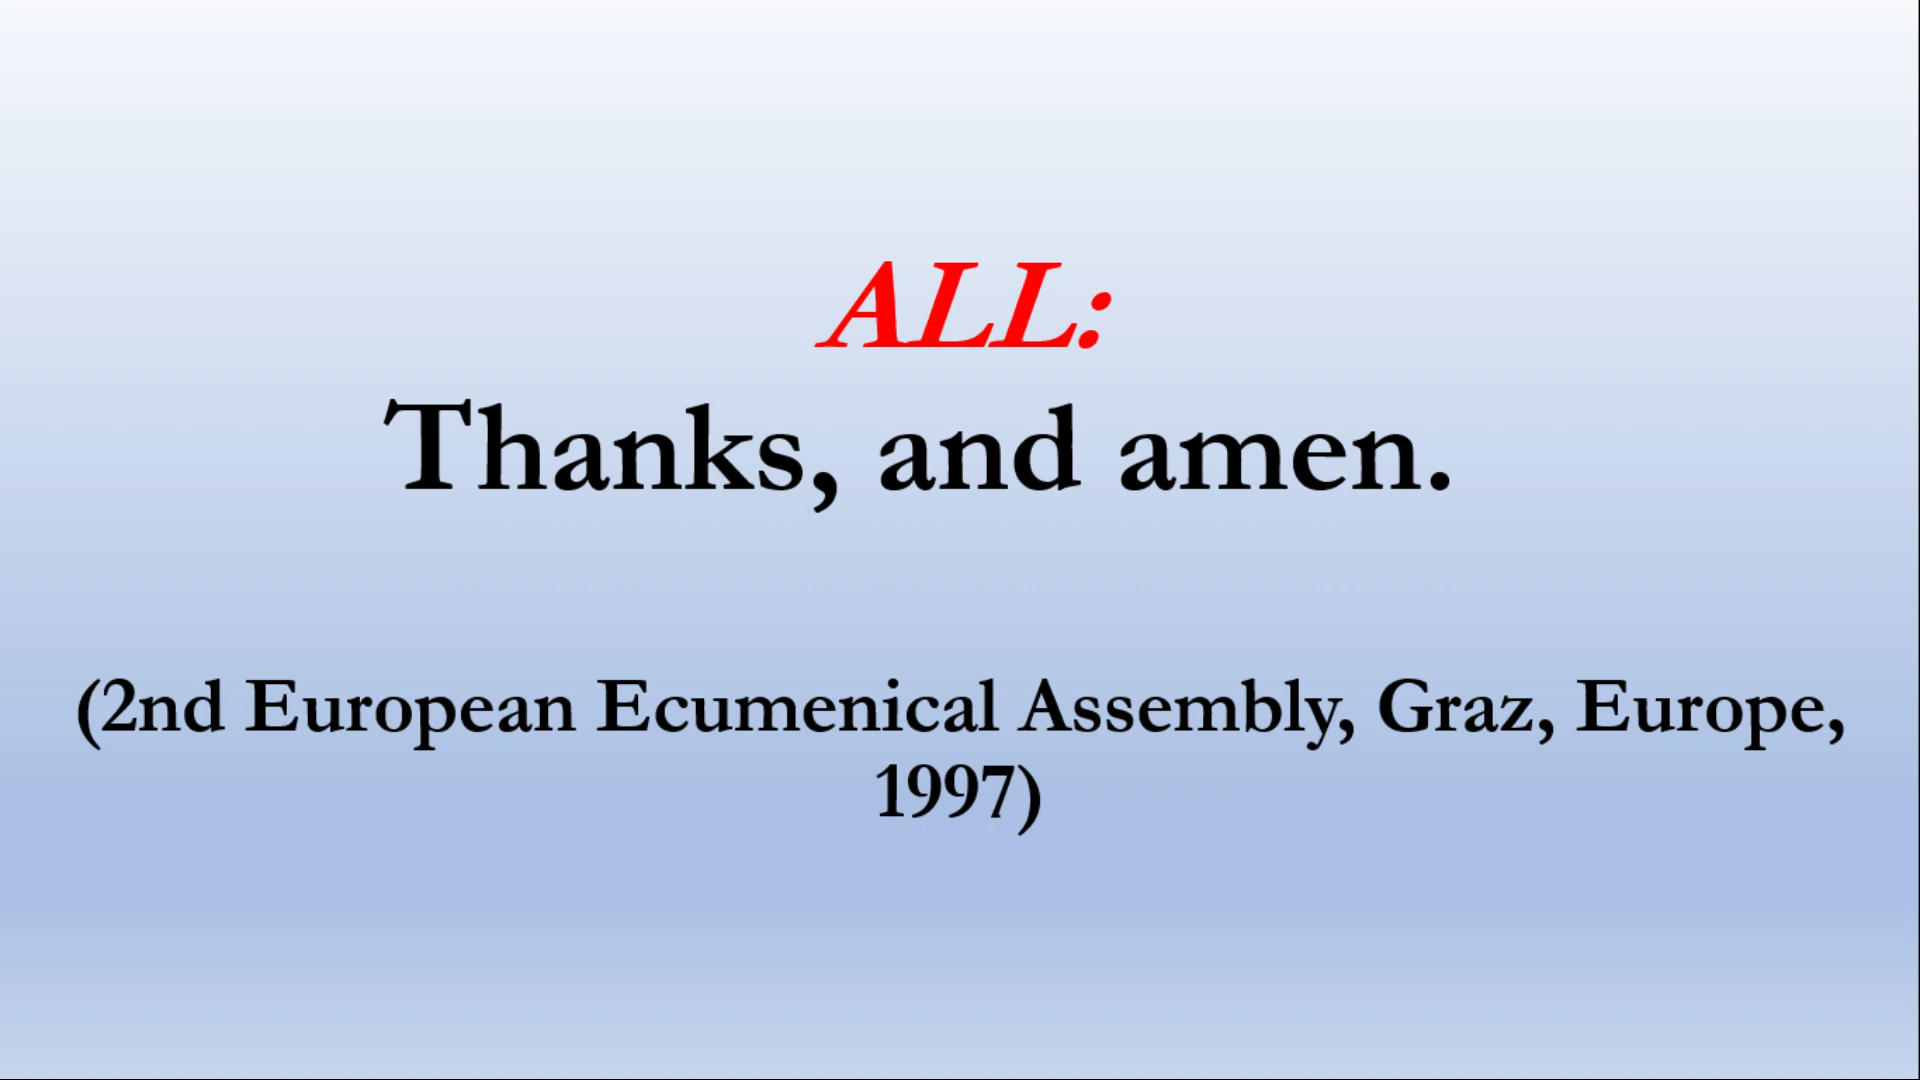 ALL:
Thanks, and amen.
(2nd European Ecumenical Assembly, Graz, Europe,
1997)